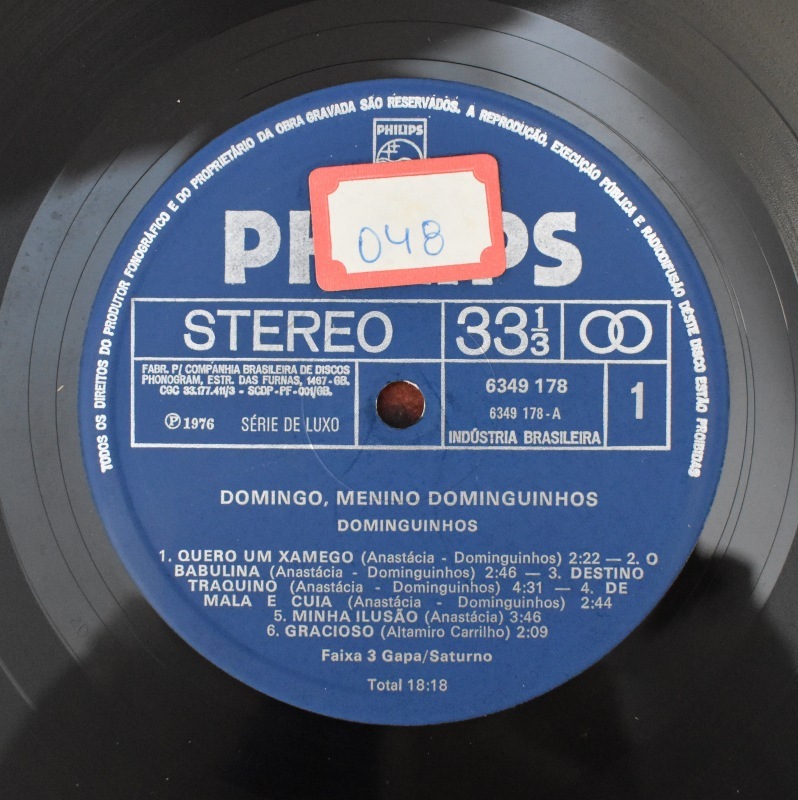 TODOS OS DIREITOS DO PRODUTOR FONOGRÁFICO E DO PROPRIETÁRIO DA OBRA GRAVADA SÃO RESERVADOS. A REPRODUÇÃO, EXECUÇÃO PÚBLICA E RADIODIFUSÃO DÊSTE DISCO ESTÃO PROIBIDAS
PHILIPS
048
STEREO
33 1/3
FABR. P/ COMPANHIA BRASILEIRA DE DISCOS
PHONOGRAM, ESTR. DAS FURNAS, 1467-GB.
CGC 33.177.411/3 - SCDP-PF-001/GB.
Ⓟ 1976 SÉRIE DE LUXO
6349 178
6349 178-A
INDÚSTRIA BRASILEIRA
1
DOMINGO, MENINO DOMINGUINHOS
DOMINGUINHOS
1. QUERO UM XAMEGO (Anastácia - Dominguinhos) 2:22 — 2. O
BABULINA (Anastácia - Dominguinhos) 2:46 — 3. DESTINO
TRAQUINO (Anastácia - Dominguinhos) 4:31 — 4. DE
MALA E CUIA (Anastácia - Dominguinhos) 2:44
5. MINHA ILUSÃO (Anastácia) 3:46
6. GRACIOSO (Altamiro Carrilho) 2:09
Faixa 3 Gapa/Saturno
Total 18:18